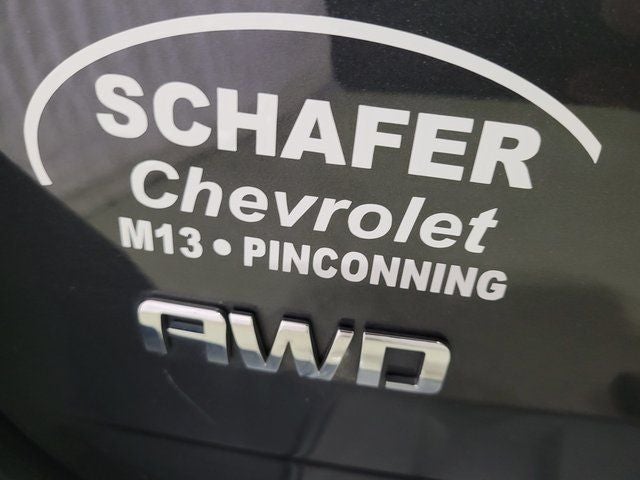 SCHAFER
Chevrolet
M13 • PINCONNING
AWD